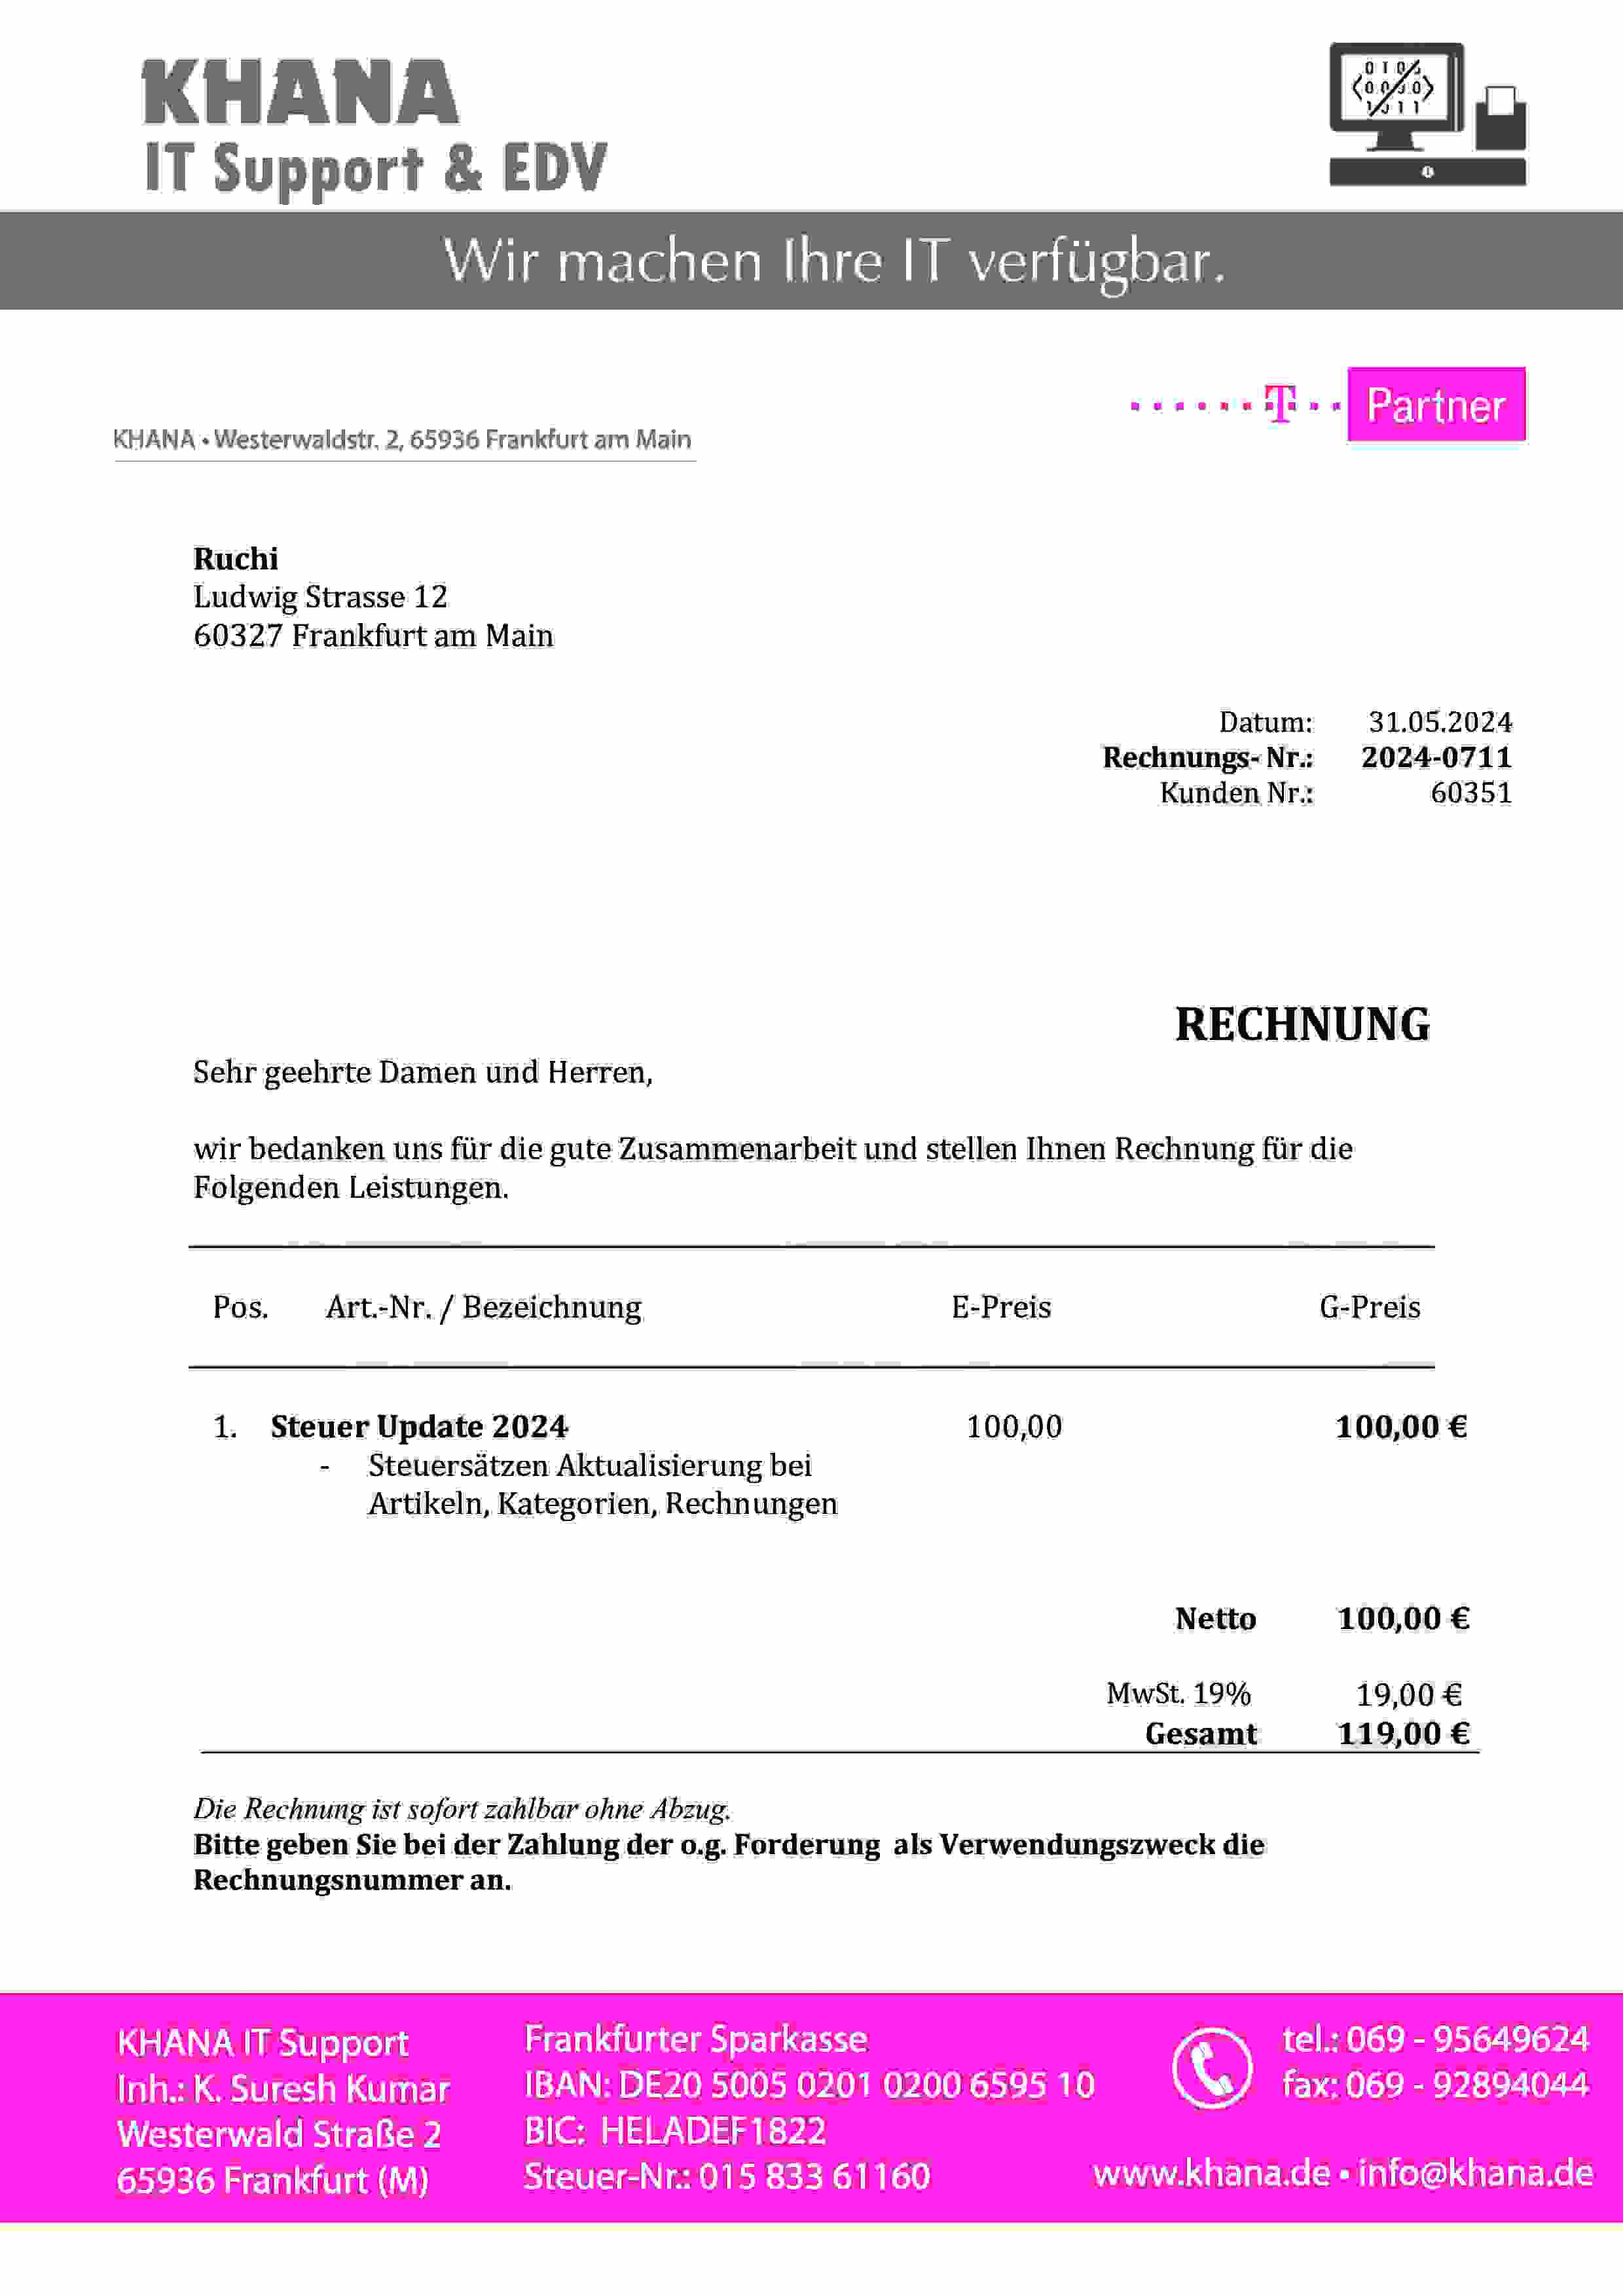 KHANA
IT Support & EDV
Wir machen Ihre IT verfügbar.
T Partner
KHANA • Westerwaldstr. 2, 65936 Frankfurt am Main
Ruchi
Ludwig Strasse 12
60327 Frankfurt am Main
Datum: 31.05.2024
Rechnungs- Nr.: 2024-0711
Kunden Nr.: 60351
RECHNUNG
Sehr geehrte Damen und Herren,
wir bedanken uns für die gute Zusammenarbeit und stellen Ihnen Rechnung für die
Folgenden Leistungen.
Pos. Art.-Nr. / Bezeichnung E-Preis G-Preis
1. Steuer Update 2024 100,00 100,00 €
- Steuersätzen Aktualisierung bei
Artikeln, Kategorien, Rechnungen
Netto 100,00 €
MwSt. 19% 19,00 €
Gesamt 119,00 €
Die Rechnung ist sofort zahlbar ohne Abzug.
Bitte geben Sie bei der Zahlung der o.g. Forderung als Verwendungszweck die
Rechnungsnummer an.
KHANA IT Support
Inh.: K. Suresh Kumar
Westerwald Straße 2
65936 Frankfurt (M)
Frankfurter Sparkasse
IBAN: DE20 5005 0201 0200 6595 10
BIC: HELADEF1822
Steuer-Nr.: 015 833 61160
tel.: 069 - 95649624
fax: 069 - 92894044
www.khana.de • info@khana.de